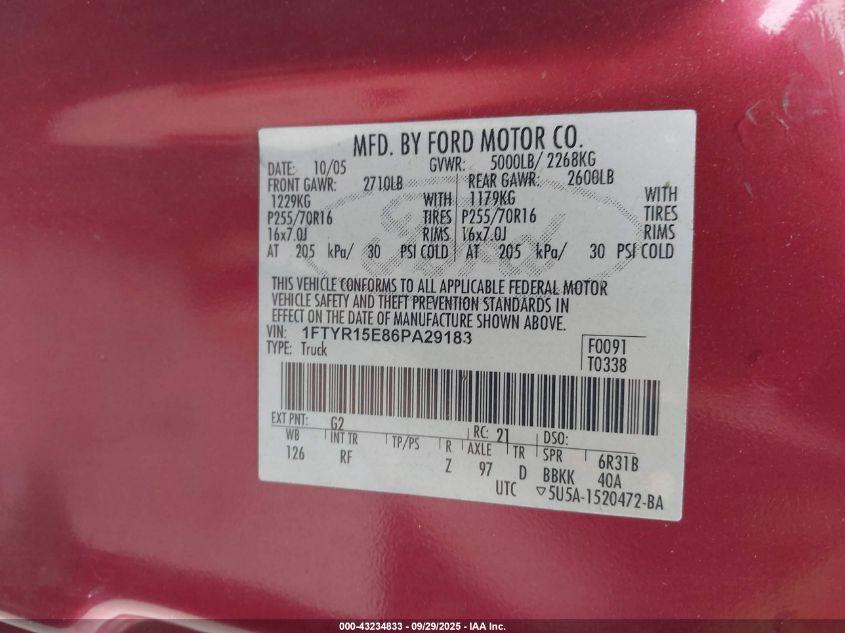 MFD. BY FORD MOTOR CO.
DATE: 10/05 GVWR: 5000LB/ 2268KG
FRONT GAWR: 2710LB REAR GAWR: 2600LB
1229KG WITH 1179KG WITH
P255/70R16 TIRES P255/70R16 TIRES
16x7.0J RIMS 16x7.0J RIMS
AT 205 kPa/ 30 PSI COLD AT 205 kPa/ 30 PSI COLD
Ford
THIS VEHICLE CONFORMS TO ALL APPLICABLE FEDERAL MOTOR
VEHICLE SAFETY AND THEFT PREVENTION STANDARDS IN
EFFECT ON THE DATE OF MANUFACTURE SHOWN ABOVE.
VIN: 1FTYR15E86PA29183
TYPE: Truck
F0091
T0338
EXT PNT: G2 RC: 21 DSO:
WB INT TR TP/PS R AXLE TR SPR 6R31B
126 RF Z 97 D BBKK 40A
UTC ▽5U5A-1520472-BA
000-43234833 / 09/29/2025 - IAA Inc.